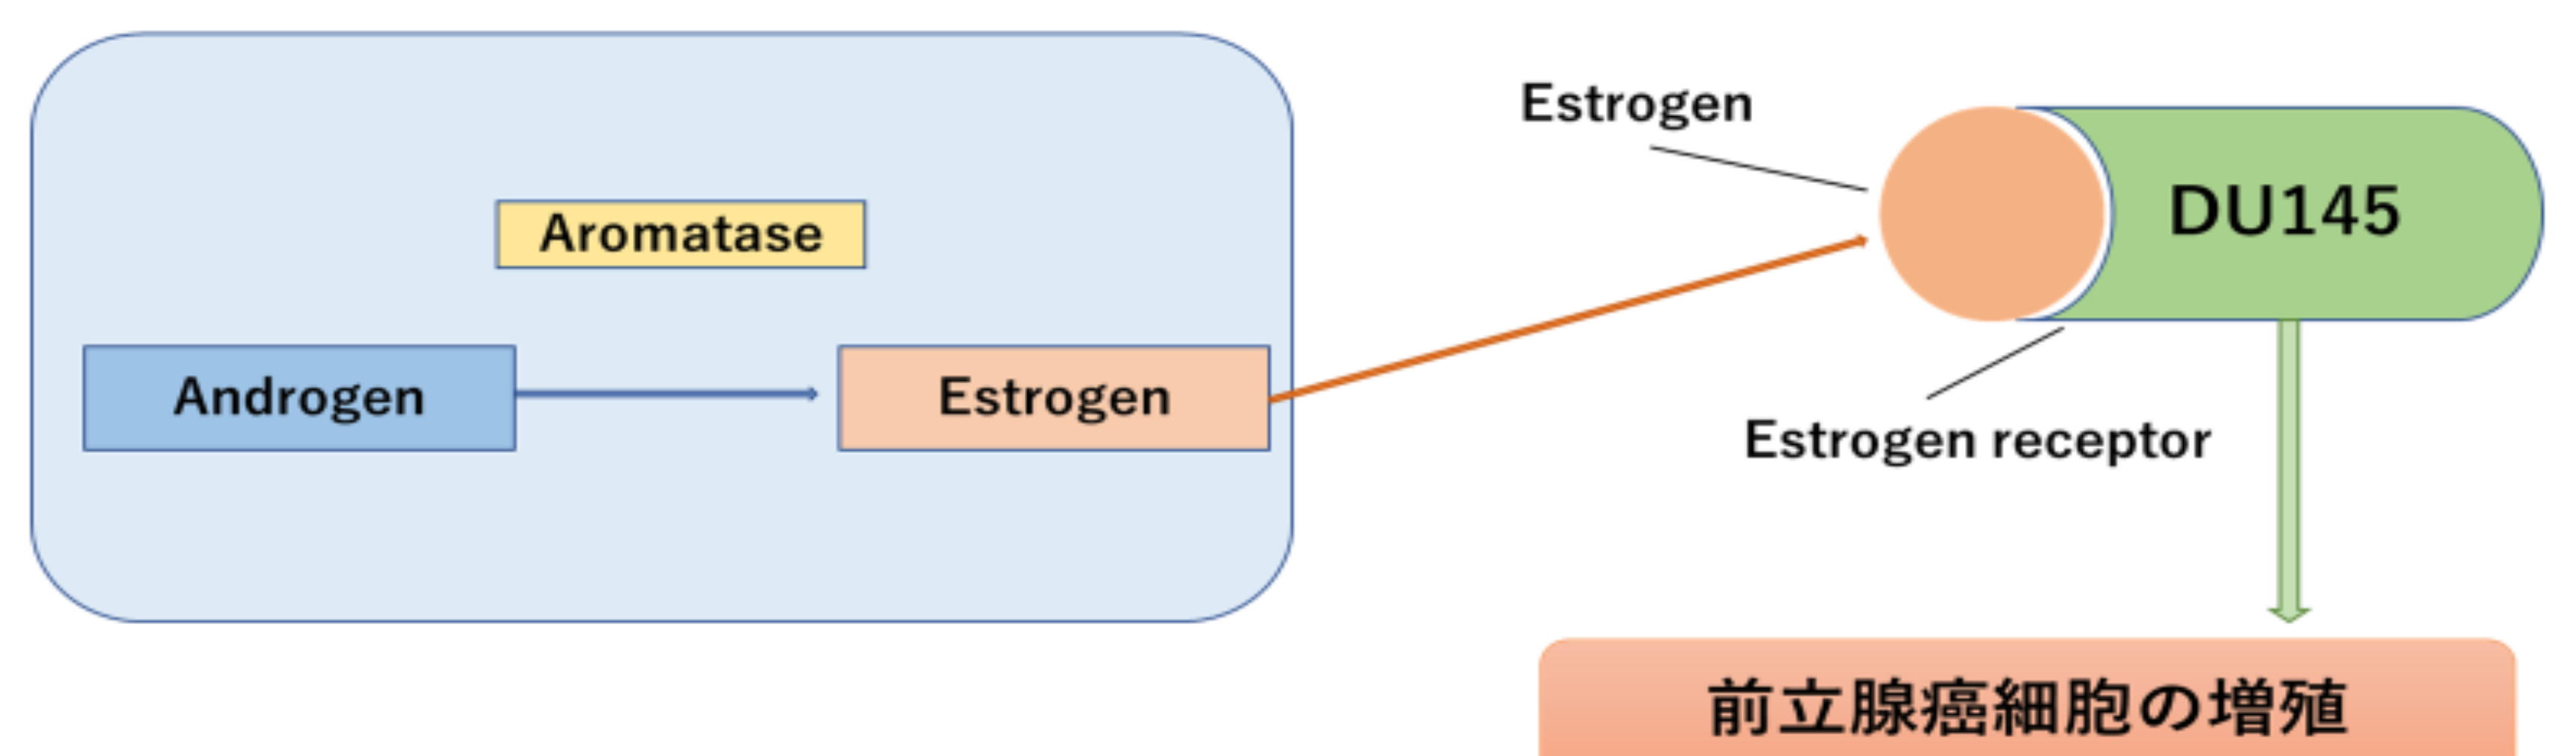 Estrogen
DU145
Aromatase
Androgen
Estrogen
Estrogen receptor
前立腺癌細胞の増殖